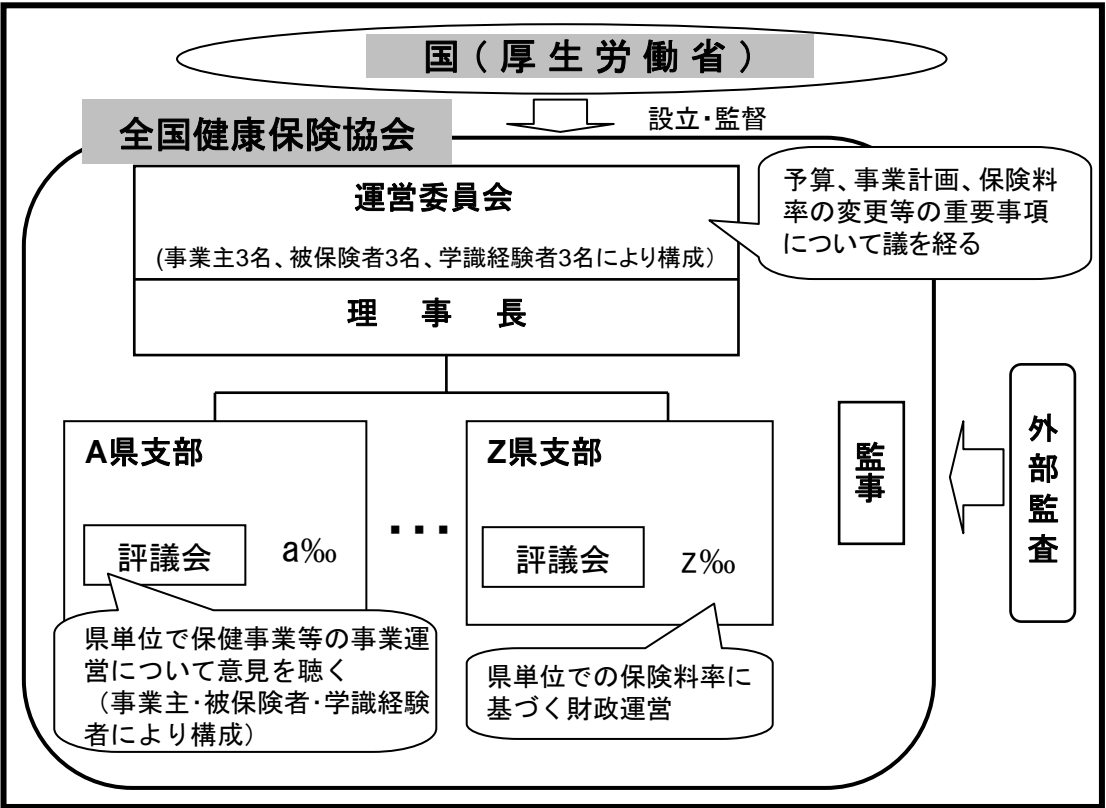 国(厚生労働省)
設立・監督
全国健康保険協会
運営委員会
(事業主3名、被保険者3名、学識経験者3名により構成)
予算、事業計画、保険料
率の変更等の重要事項
について議を経る
理事長
A県支部
評議会
a‰
・・・
Z県支部
評議会
z‰
監事
外部監査
県単位で保健事業等の事業運
営について意見を聴く
(事業主・被保険者・学識経験
者により構成)
県単位での保険料率に
基づく財政運営